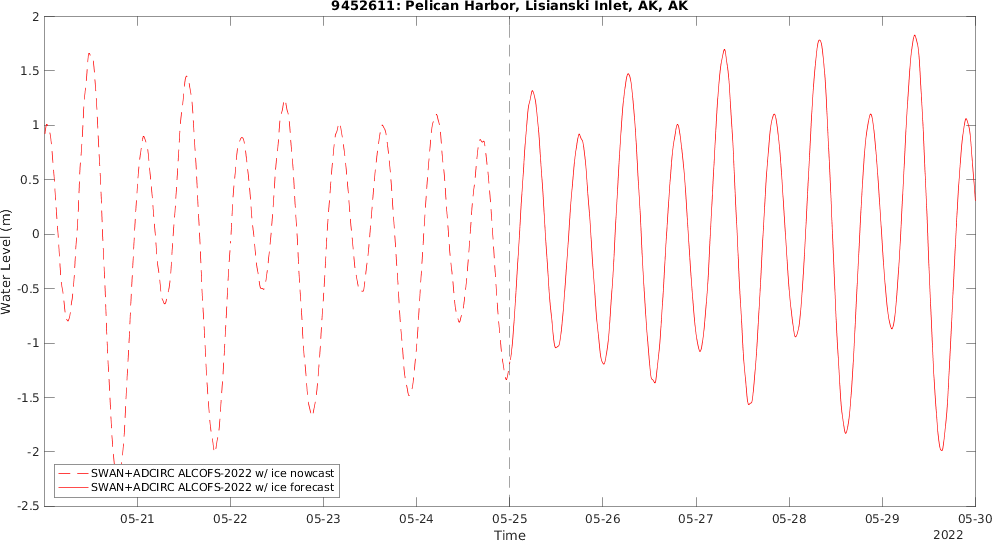 9452611: Pelican Harbor, Lisianski Inlet, AK, AK
2
1.5
1
0.5
0
-0.5
-1
-1.5
-2
-2.5
Water Level (m)
SWAN+ADCIRC ALCOFS-2022 w/ ice nowcast
SWAN+ADCIRC ALCOFS-2022 w/ ice forecast
05-21 05-22 05-23 05-24 05-25 05-26 05-27 05-28 05-29 05-30
Time
2022